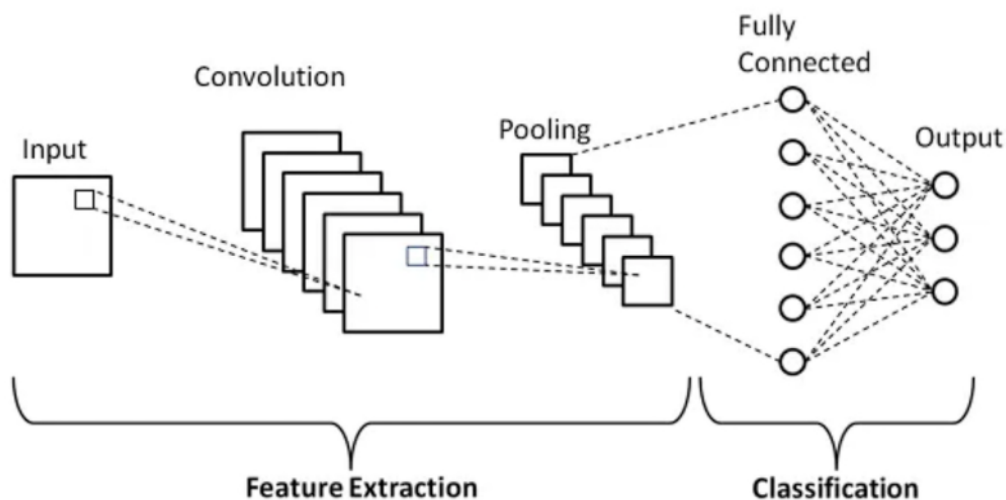 Input
Convolution
Pooling
Fully
Connected
Output
Feature Extraction
Classification